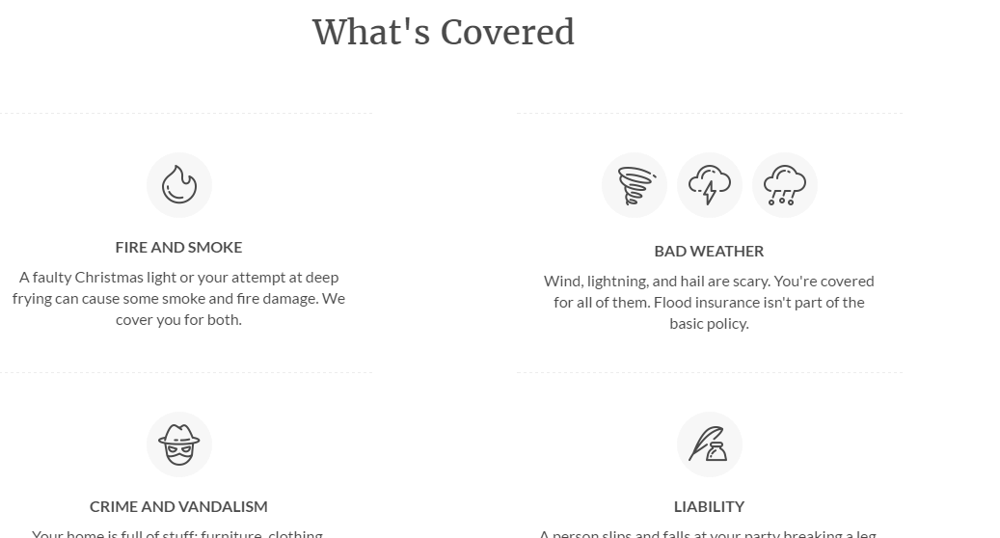 What's Covered
FIRE AND SMOKE
A faulty Christmas light or your attempt at deep
frying can cause some smoke and fire damage. We
cover you for both.
BAD WEATHER
Wind, lightning, and hail are scary. You're covered
for all of them. Flood insurance isn't part of the
basic policy.
CRIME AND VANDALISM
Your home is full of stuff: furniture, clothing,
LIABILITY
A person slips and falls at your party breaking a leg